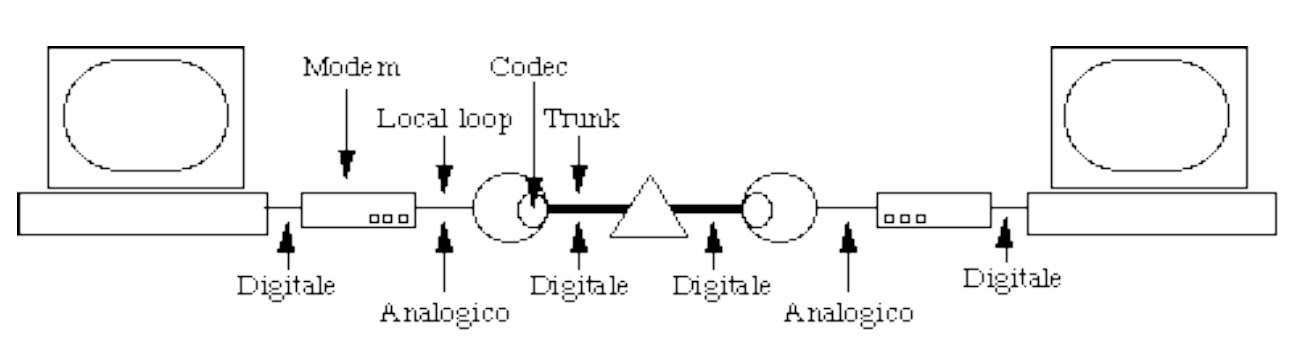 Modem
Codec
Local loop
Trunk
Digitale
Analogico
Digitale
Digitale
Analogico
Digitale